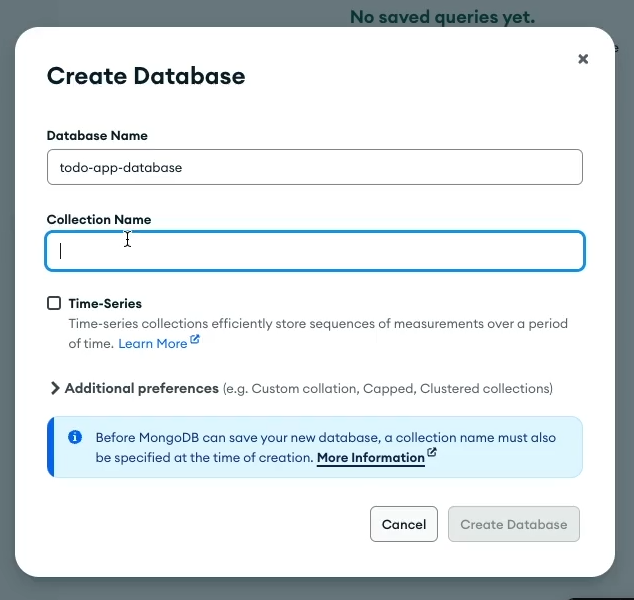 No saved queries yet.
Create Database
Database Name
todo-app-database
Collection Name
Time-Series
Time-series collections efficiently store sequences of measurements over a period
of time. Learn More
Additional preferences (e.g. Custom collation, Capped, Clustered collections)
Before MongoDB can save your new database, a collection name must also
be specified at the time of creation. More Information
Cancel
Create Database